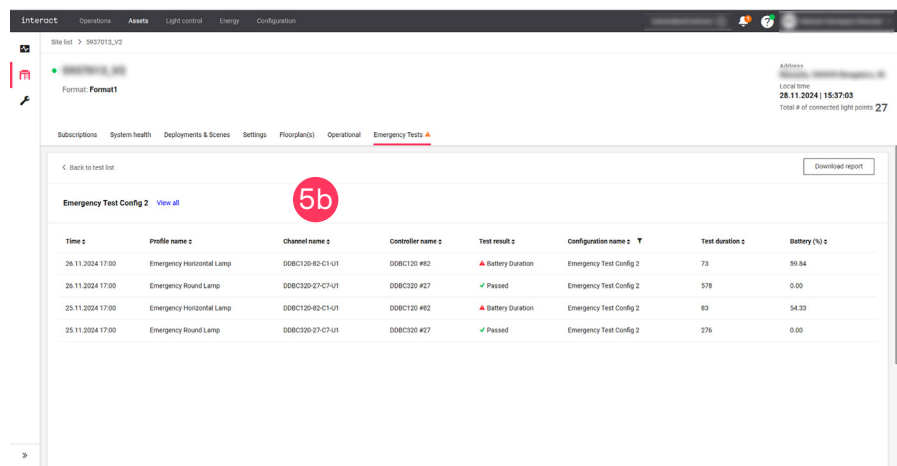 interact Operations Assets Light control Energy Configuration
Site list > 5937013_V2
Format: Format1
Address
Local time
28.11.2024 | 15:37:03
Total # of connected light points 27
Subscriptions System health Deployments & Scenes Settings Floorplan(s) Operational Emergency Tests
< Back to test list Download report
Emergency Test Config 2 View all
5b
Time Profile name Channel name Controller name Test result Configuration name Test duration Battery (%)
26.11.2024 17:00 Emergency Horizontal Lamp DDBC120-82-C1-U1 DDBC120 #82 Battery Duration Emergency Test Config 2 73 59.84
26.11.2024 17:00 Emergency Round Lamp DDBC320-27-C7-U1 DDBC320 #27 Passed Emergency Test Config 2 578 0.00
25.11.2024 17:00 Emergency Horizontal Lamp DDBC120-82-C1-U1 DDBC120 #82 Battery Duration Emergency Test Config 2 83 54.33
25.11.2024 17:00 Emergency Round Lamp DDBC320-27-C7-U1 DDBC320 #27 Passed Emergency Test Config 2 276 0.00